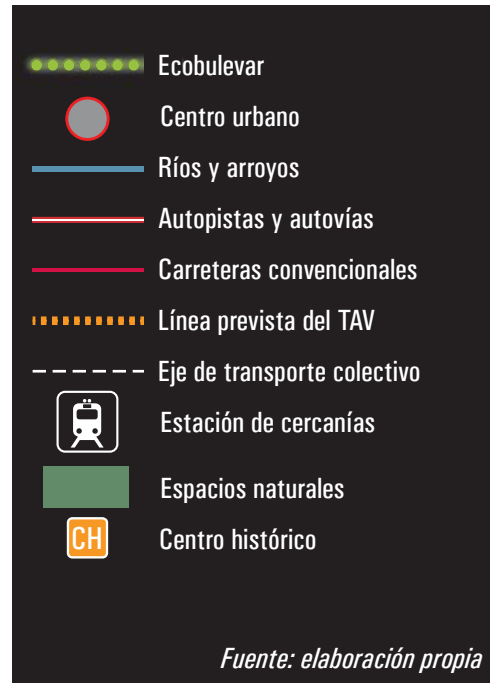 Ecobulevar
Centro urbano
Ríos y arroyos
Autopistas y autovías
Carreteras convencionales
Línea prevista del TAV
Eje de transporte colectivo
Estación de cercanías
Espacios naturales
CH Centro histórico
Fuente: elaboración propia